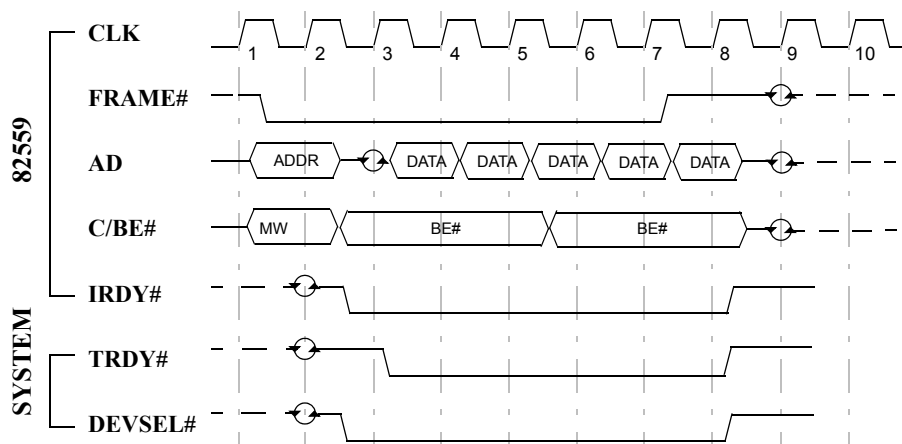 CLK
1 2 3 4 5 6 7 8 9 10
FRAME#
82559
AD
ADDR DATA DATA DATA DATA DATA
C/BE#
MW BE# BE#
IRDY#
SYSTEM
TRDY#
DEVSEL#